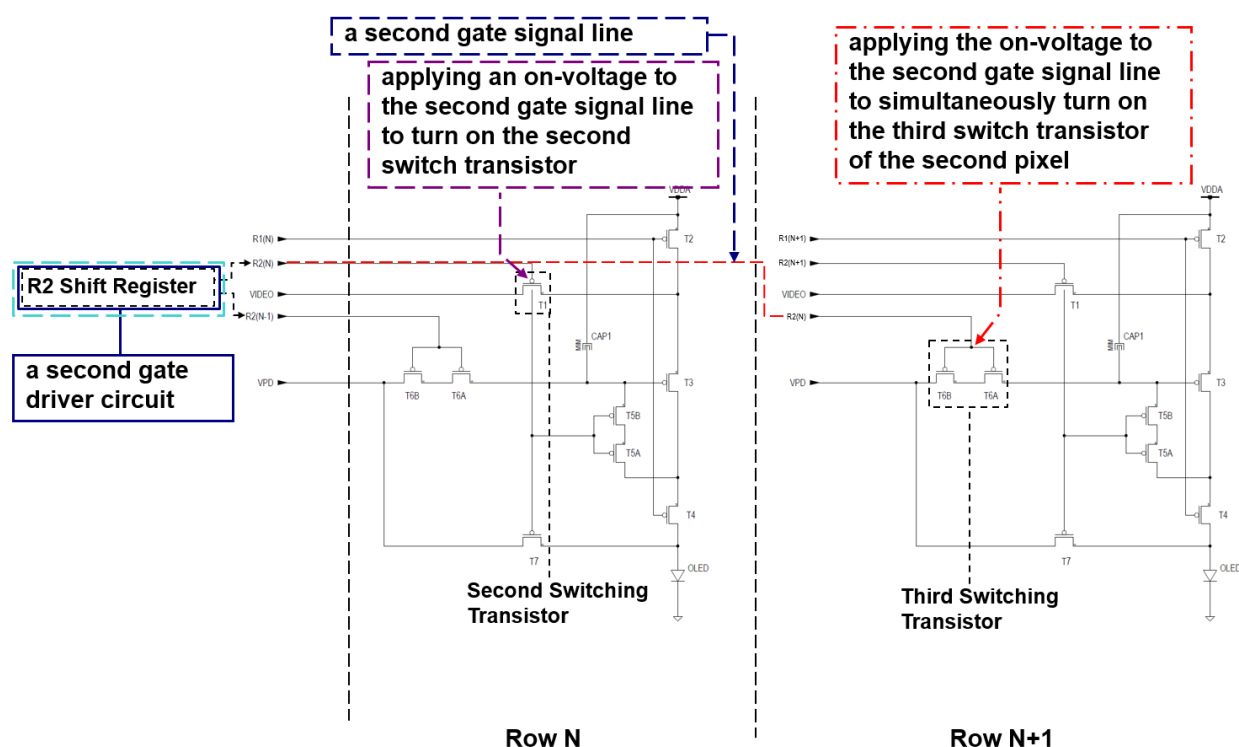 a second gate signal line
applying an on-voltage to
the second gate signal line
to turn on the second
switch transistor
applying the on-voltage to
the second gate signal line
to simultaneously turn on
the third switch transistor
of the second pixel
R2 Shift Register
a second gate
driver circuit
VDDA
R1(N)
T2
R2(N)
VIDEO
T1
R2(N-1)
CAP1
MIM
VPD
T6B
T6A
T3
T5B
T5A
T4
T7
OLED
Second Switching
Transistor
VDDA
R1(N+1)
T2
R2(N+1)
VIDEO
T1
R2(N)
CAP1
MIM
VPD
T6B
T6A
T3
T5B
T5A
T4
T7
OLED
Third Switching
Transistor
Row N
Row N+1